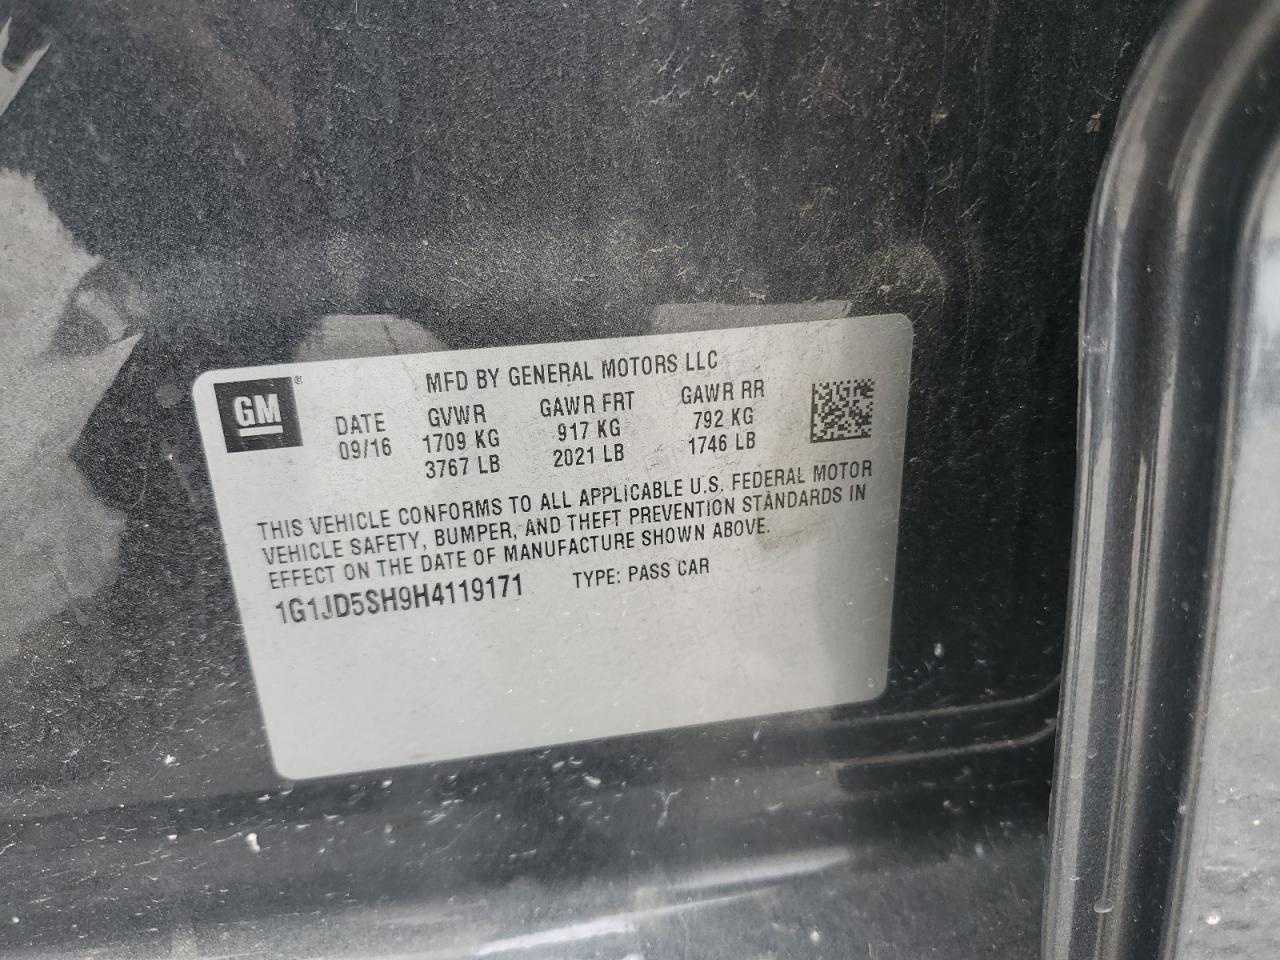 GM ®
MFD BY GENERAL MOTORS LLC
DATE GVWR GAWR FRT GAWR RR
09/16 1709 KG 917 KG 792 KG
3767 LB 2021 LB 1746 LB
THIS VEHICLE CONFORMS TO ALL APPLICABLE U.S. FEDERAL MOTOR
VEHICLE SAFETY, BUMPER, AND THEFT PREVENTION STANDARDS IN
EFFECT ON THE DATE OF MANUFACTURE SHOWN ABOVE.
1G1JD5SH9H4119171 TYPE: PASS CAR